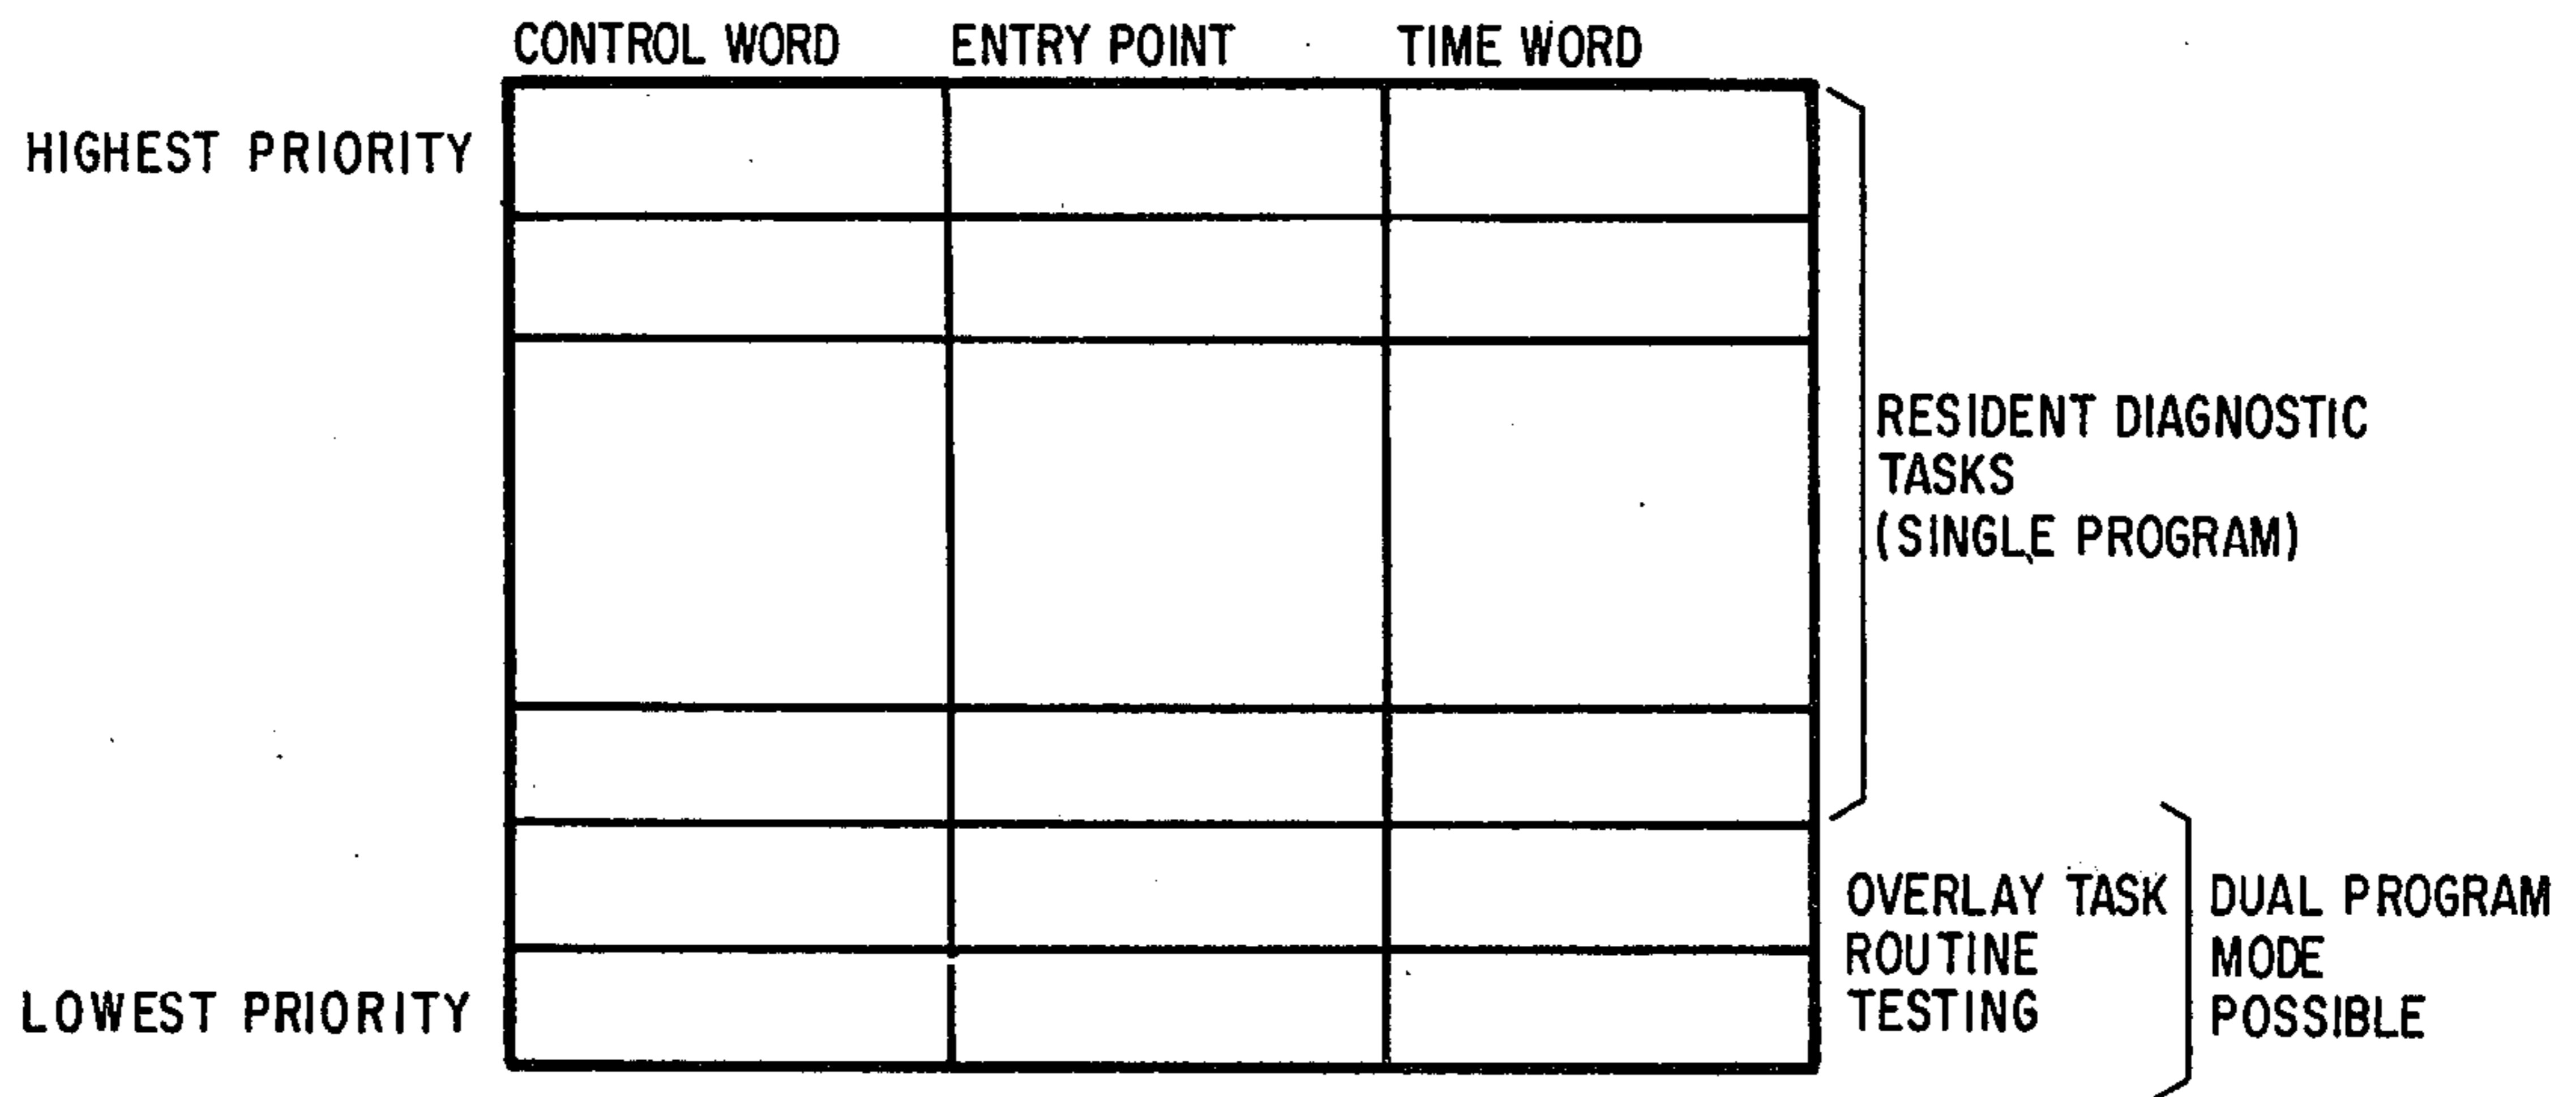 CONTROL WORD ENTRY POINT TIME WORD
HIGHEST PRIORITY
RESIDENT DIAGNOSTIC
TASKS
(SINGLE PROGRAM)
OVERLAY TASK
ROUTINE
TESTING
DUAL PROGRAM
MODE
POSSIBLE
LOWEST PRIORITY